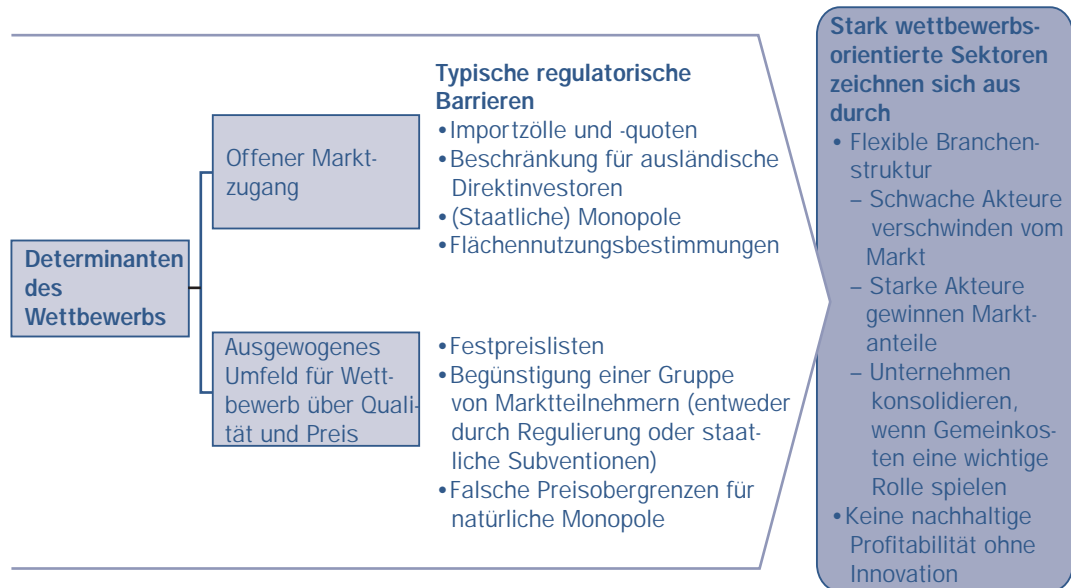 Determinanten
des
Wettbewerbs
Offener Markt-
zugang
Typische regulatorische
Barrieren
•Importzölle und -quoten
•Beschränkung für ausländische
Direktinvestoren
•(Staatliche) Monopole
•Flächennutzungsbestimmungen
Ausgewogenes
Umfeld für Wett-
bewerb über Quali-
tät und Preis
•Festpreislisten
•Begünstigung einer Gruppe
von Marktteilnehmern (entweder
durch Regulierung oder staat-
liche Subventionen)
•Falsche Preisobergrenzen für
natürliche Monopole
Stark wettbewerbs-
orientierte Sektoren
zeichnen sich aus
durch
• Flexible Branchen-
struktur
– Schwache Akteure
verschwinden vom
Markt
– Starke Akteure
gewinnen Markt-
anteile
– Unternehmen
konsolidieren,
wenn Gemeinkos-
ten eine wichtige
Rolle spielen
•Keine nachhaltige
Profitabilität ohne
Innovation